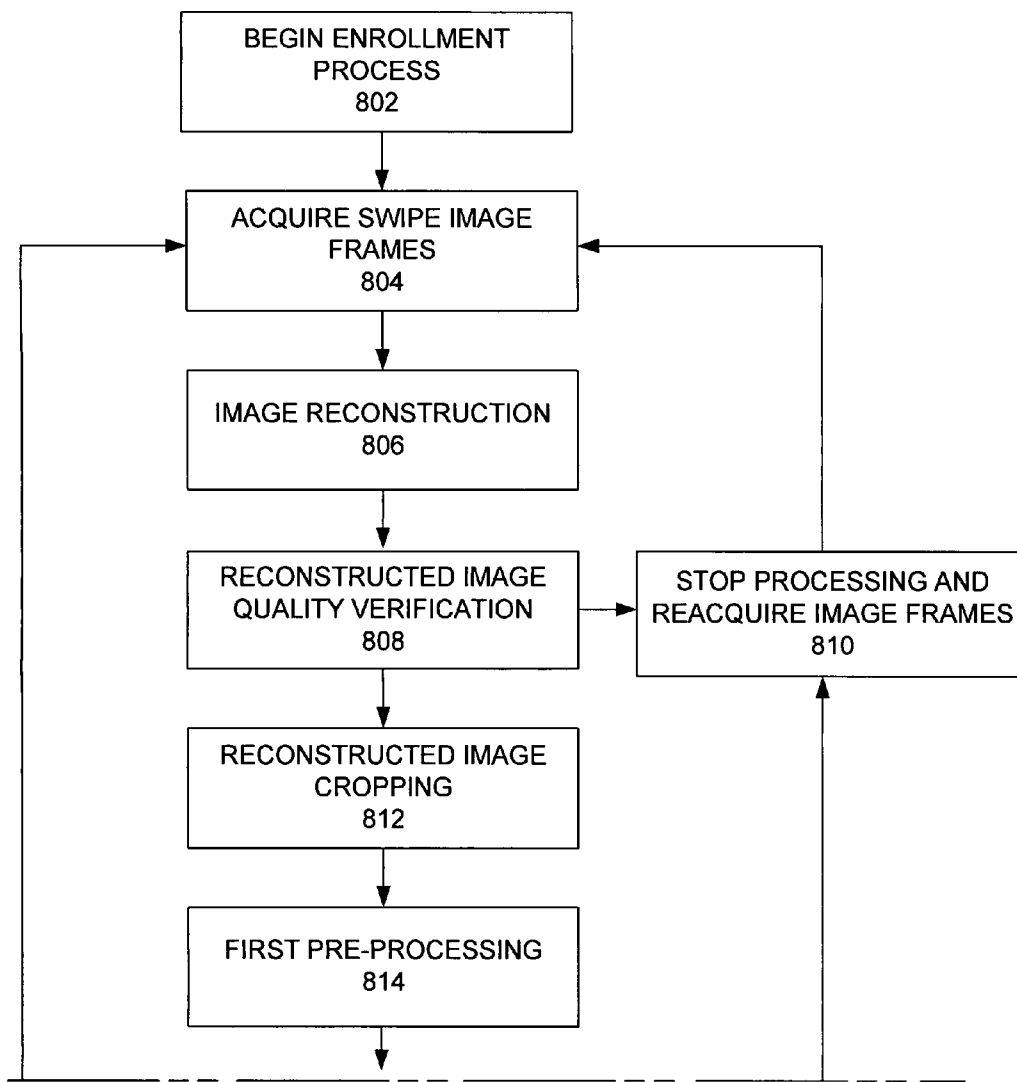 BEGIN ENROLLMENT
PROCESS
802
ACQUIRE SWIPE IMAGE
FRAMES
804
IMAGE RECONSTRUCTION
806
RECONSTRUCTED IMAGE
QUALITY VERIFICATION
808
STOP PROCESSING AND
REACQUIRE IMAGE FRAMES
810
RECONSTRUCTED IMAGE
CROPPING
812
FIRST PRE-PROCESSING
814